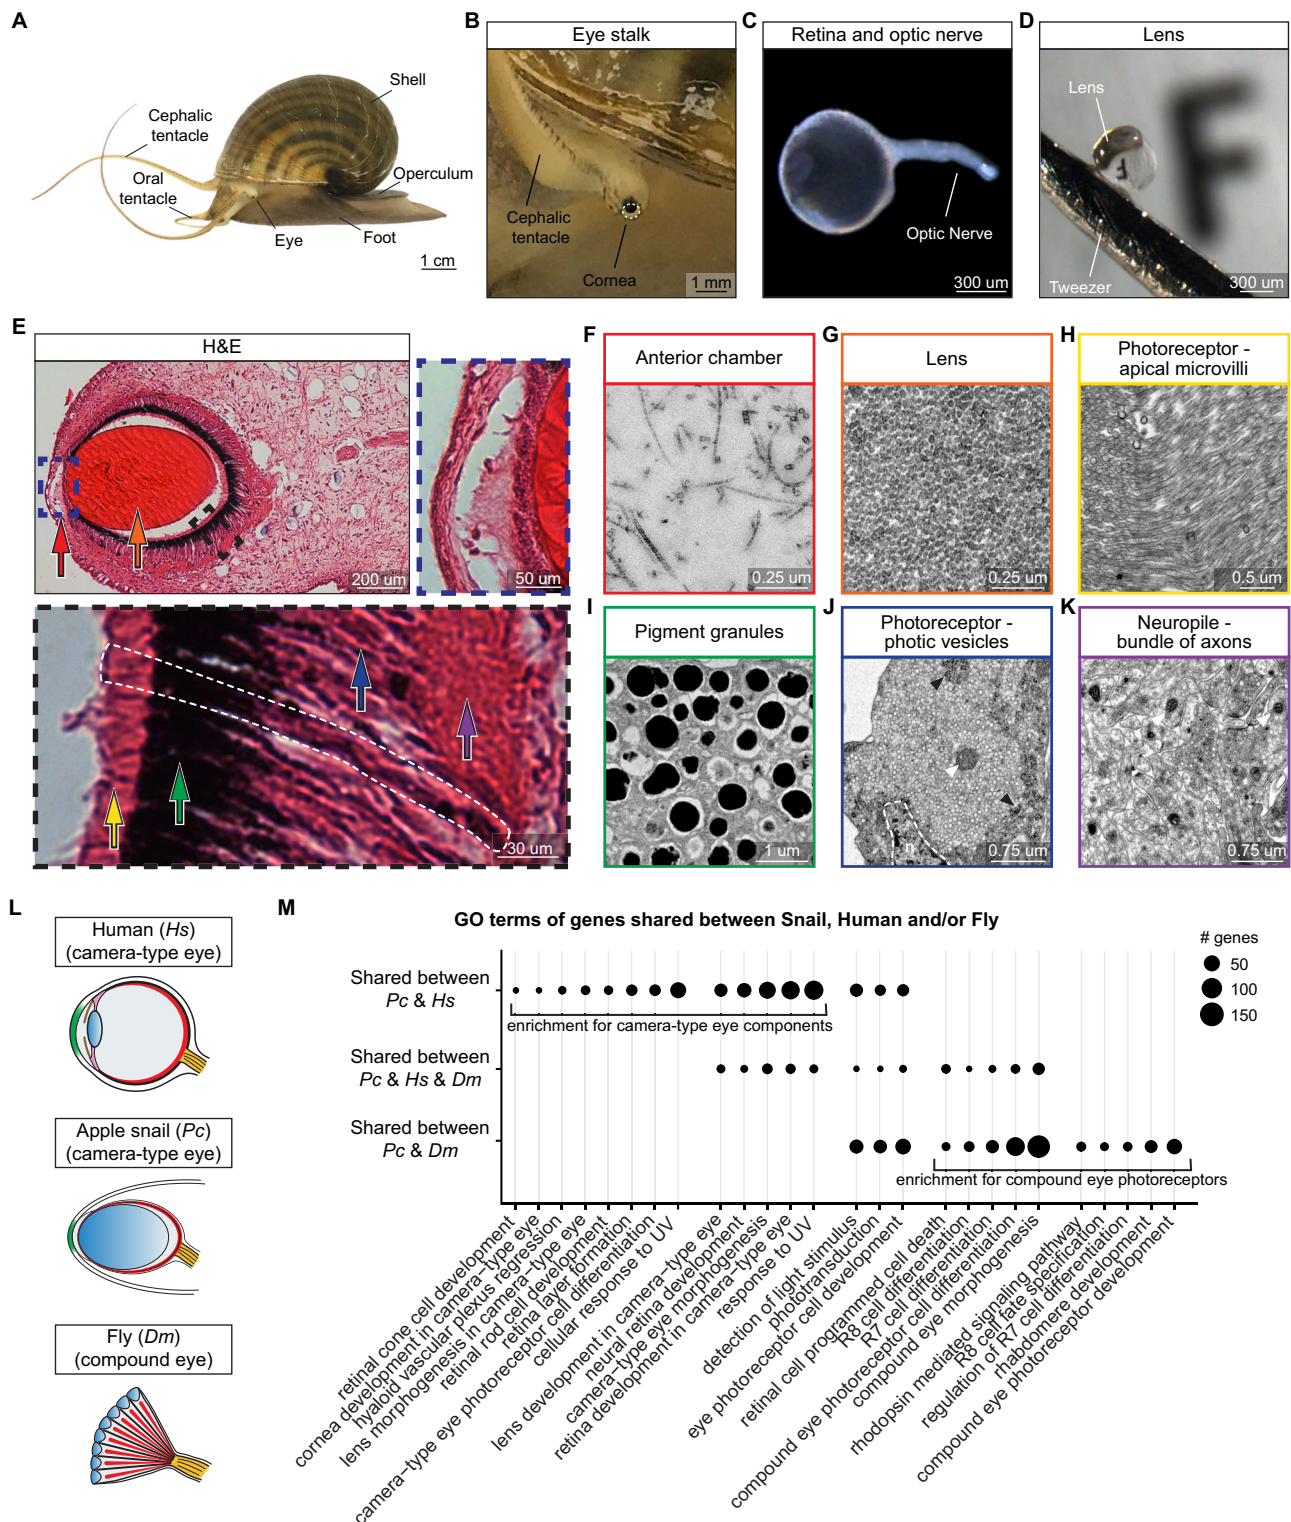 A
Cephalic
tentacle
Oral
tentacle
Shell
Operculum
Eye
Foot
1 cm
B
Eye stalk
Cephalic
tentacle
Cornea
1 mm
C
Retina and optic nerve
Optic Nerve
300 um
D
Lens
Lens
F
F
Tweezer
300 um
E
H&E
200 um
50 um
30 um
F
Anterior chamber
0.25 um
G
Lens
0.25 um
H
Photoreceptor -
apical microvilli
0.5 um
I
Pigment granules
1 um
J
Photoreceptor -
photic vesicles
n
0.75 um
K
Neuropile -
bundle of axons
0.75 um
L
Human (Hs)
(camera-type eye)
Apple snail (Pc)
(camera-type eye)
Fly (Dm)
(compound eye)
M
GO terms of genes shared between Snail, Human and/or Fly
# genes
50
100
150
Shared between
Pc & Hs
enrichment for camera-type eye components
Shared between
Pc & Hs & Dm
Shared between
Pc & Dm
enrichment for compound eye photoreceptors
retinal cone cell development
cornea development in camera−type eye
hyaloid vascular plexus regression
lens morphogenesis in camera−type eye
retinal rod cell development
retina layer formation
camera−type eye photoreceptor cell differentiation
cellular response to UV
lens development in camera−type eye
neural retina development
camera−type eye morphogenesis
retina development in camera−type eye
response to UV
detection of light stimulus
phototransduction
eye photoreceptor cell development
retinal cell programmed cell death
R8 cell differentiation
R7 cell differentiation
compound eye photoreceptor cell differentiation
compound eye morphogenesis
rhodopsin mediated signaling pathway
R8 cell fate specification
regulation of R7 cell differentiation
rhabdomere development
compound eye photoreceptor development